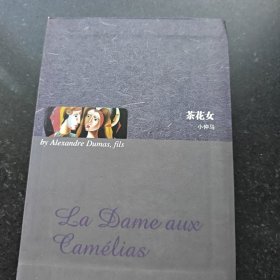 茶花女
小仲马
by Alexandre Dumas, fils
La Dame aux
Camélias